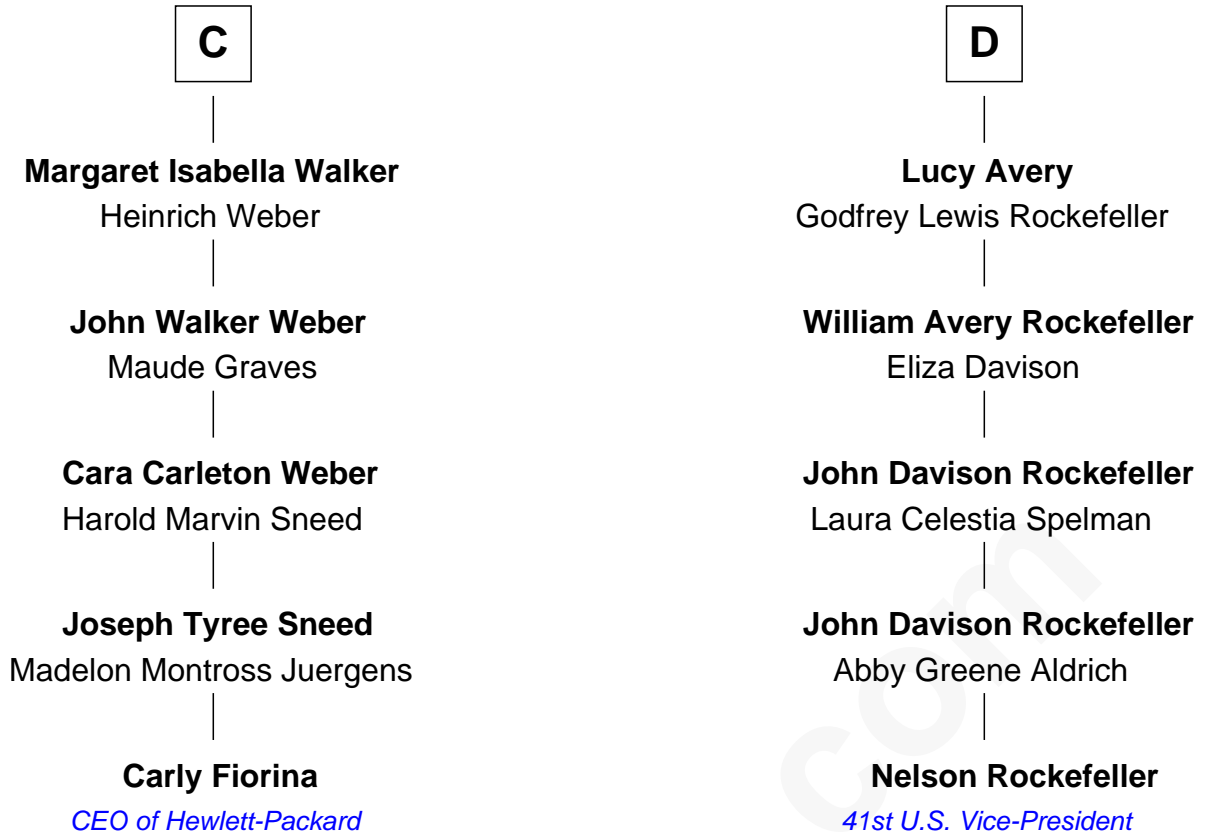 C
Margaret Isabella Walker
Heinrich Weber
John Walker Weber
Maude Graves
Cara Carleton Weber
Harold Marvin Sneed
Joseph Tyree Sneed
Madelon Montross Juergens
Carly Fiorina
CEO of Hewlett-Packard
D
Lucy Avery
Godfrey Lewis Rockefeller
William Avery Rockefeller
Eliza Davison
John Davison Rockefeller
Laura Celestia Spelman
John Davison Rockefeller
Abby Greene Aldrich
Nelson Rockefeller
41st U.S. Vice-President
com